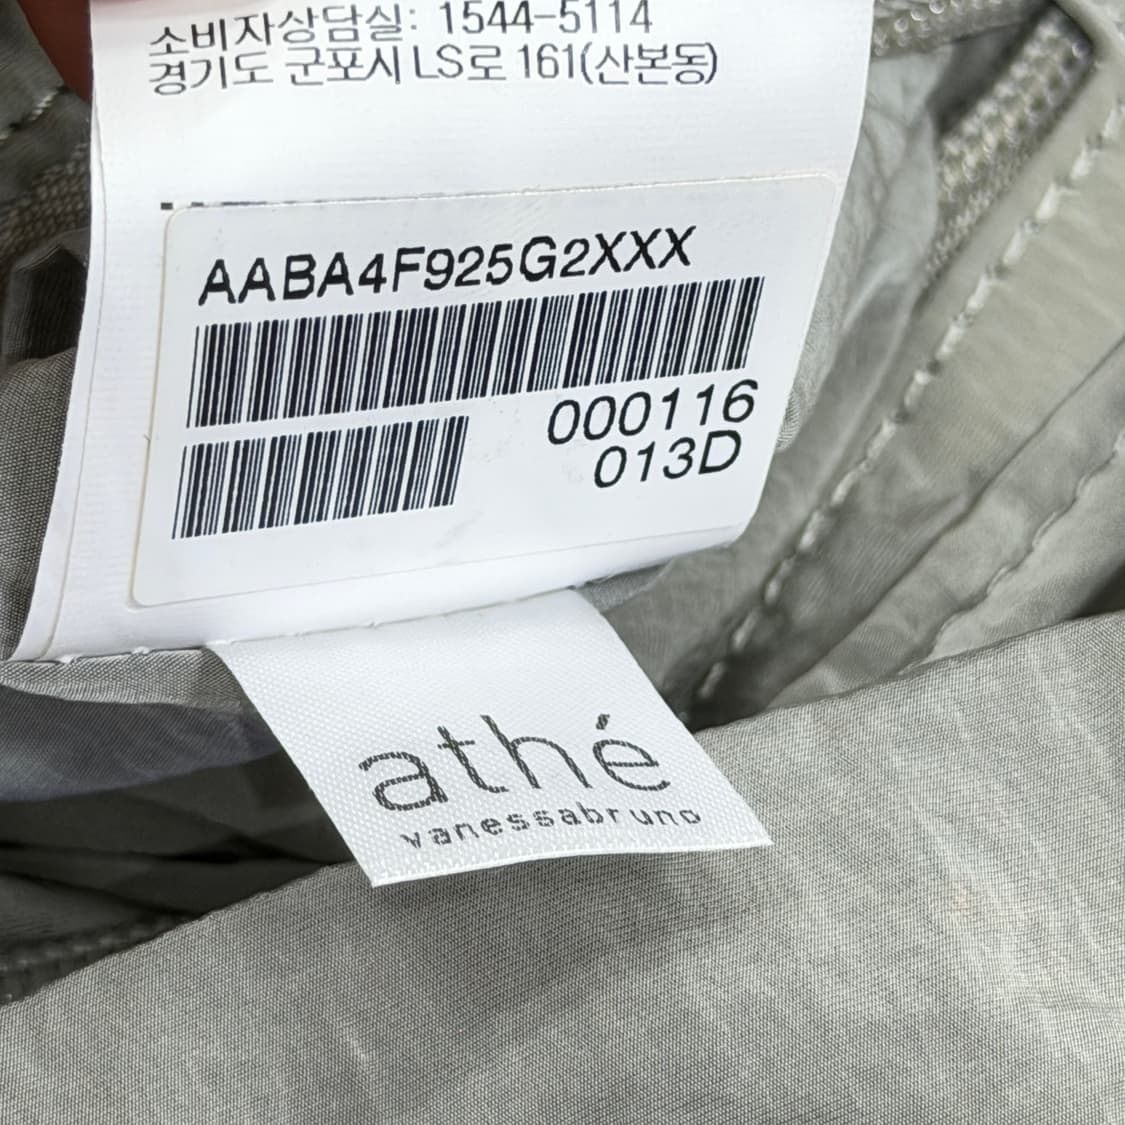 소비자상담실: 1544-5114
경기도 군포시 LS로 161(산본동)
AABA4F925G2XXX
000116
013D
athé
vanessabruno